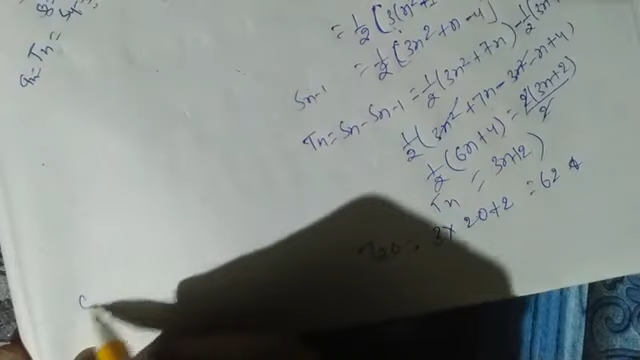 Tn =
= 1/2 [3(n²+1
Sn-1 = 1/2 [3n²+n-4]
Tn = Sn - Sn-1 = 1/2 (3n²+7n) - 1/2 (3n
1/2 (3n²+7n-3n²-n+4)
1/2 (6n+4) = 2(3n+2)/2
Tn = 3n+2)
T20 = 3×20+2 = 62